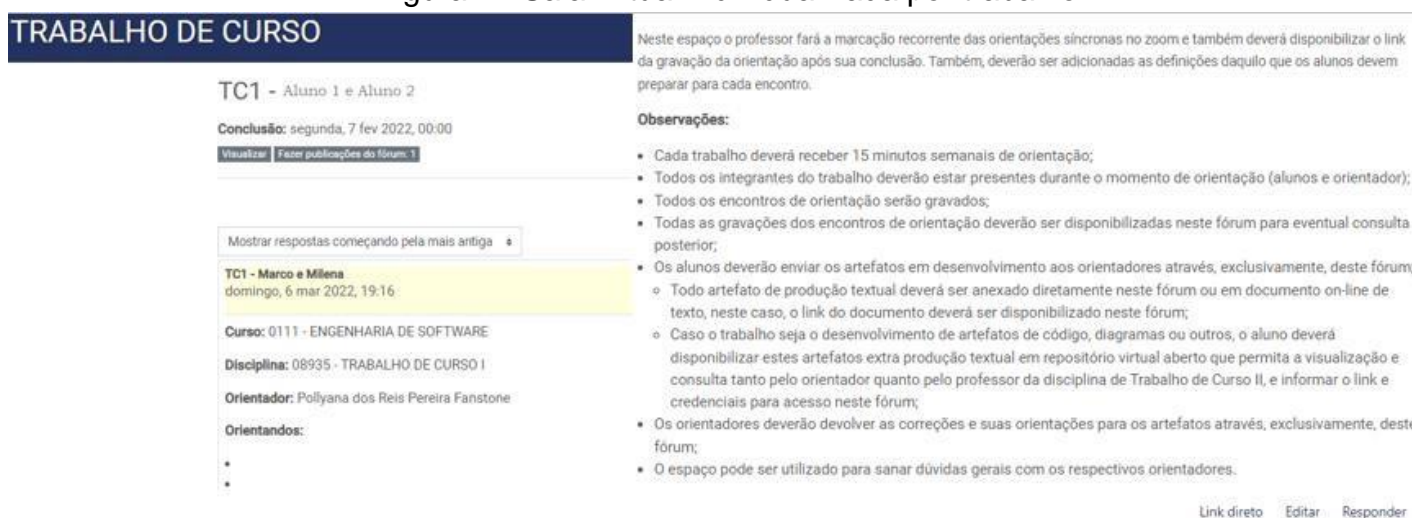 TRABALHO DE CURSO
TC1 - Aluno 1 e Aluno 2
Conclusão: segunda, 7 fev 2022, 00:00
Visualizar Fazer publicações do fórum: 1
Mostrar respostas começando pela mais antiga
TC1 - Marco e Milena
domingo, 6 mar 2022, 19:16
Curso: 0111 - ENGENHARIA DE SOFTWARE
Disciplina: 08935 - TRABALHO DE CURSO I
Orientador: Pollyana dos Reis Pereira Fanstone
Orientandos:
Neste espaço o professor fará a marcação recorrente das orientações síncronas no zoom e também deverá disponibilizar o link
da gravação da orientação após sua conclusão. Também, deverão ser adicionadas as definições daquilo que os alunos devem
preparar para cada encontro.
Observações:
• Cada trabalho deverá receber 15 minutos semanais de orientação;
• Todos os integrantes do trabalho deverão estar presentes durante o momento de orientação (alunos e orientador);
• Todos os encontros de orientação serão gravados;
• Todas as gravações dos encontros de orientação deverão ser disponibilizadas neste fórum para eventual consulta
posterior;
• Os alunos deverão enviar os artefatos em desenvolvimento aos orientadores através, exclusivamente, deste fórum;
◦ Todo artefato de produção textual deverá ser anexado diretamente neste fórum ou em documento on-line de
texto, neste caso, o link do documento deverá ser disponibilizado neste fórum;
◦ Caso o trabalho seja o desenvolvimento de artefatos de código, diagramas ou outros, o aluno deverá
disponibilizar estes artefatos extra produção textual em repositório virtual aberto que permita a visualização e
consulta tanto pelo orientador quanto pelo professor da disciplina de Trabalho de Curso II, e informar o link e
credenciais para acesso neste fórum;
• Os orientadores deverão devolver as correções e suas orientações para os artefatos através, exclusivamente, deste
fórum;
• O espaço pode ser utilizado para sanar dúvidas gerais com os respectivos orientadores.
Link direto Editar Responder